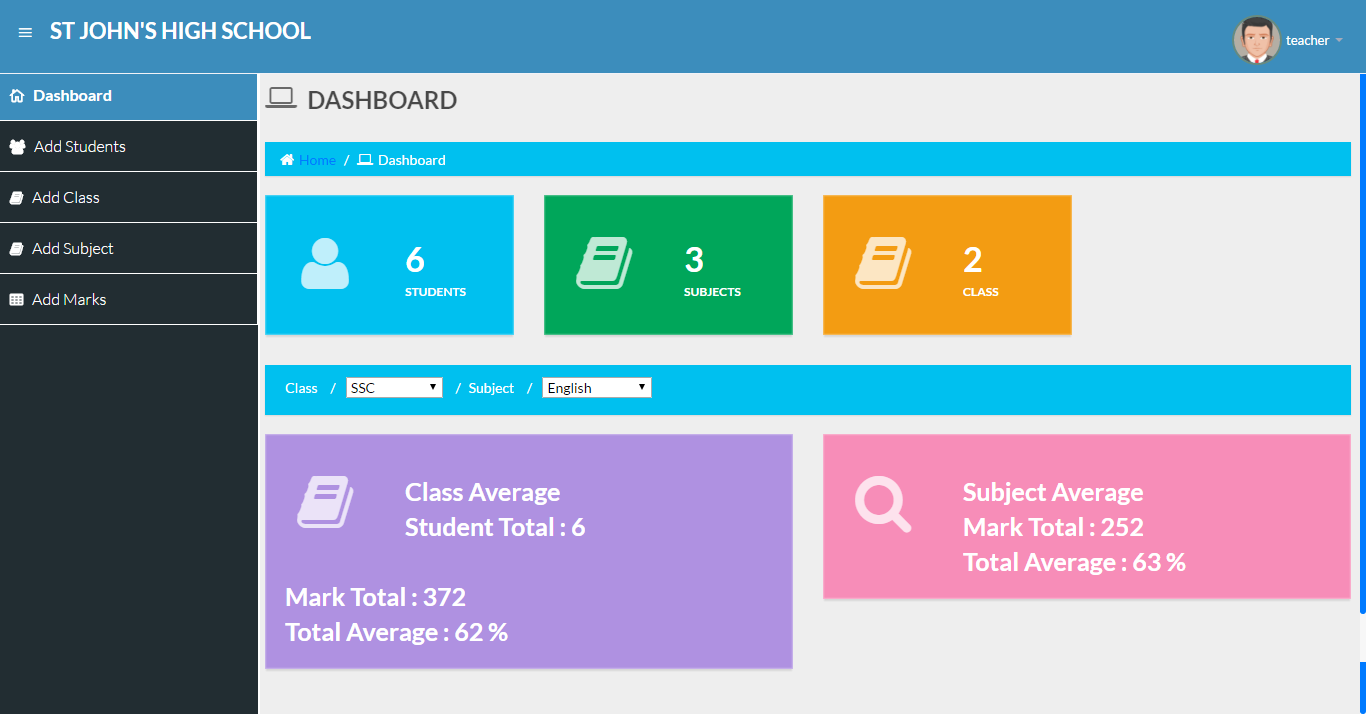 ST JOHN'S HIGH SCHOOL
teacher
Dashboard
Add Students
Add Class
Add Subject
Add Marks
DASHBOARD
Home / Dashboard
6
STUDENTS
3
SUBJECTS
2
CLASS
Class / SSC / Subject / English
Class Average
Student Total : 6
Mark Total : 372
Total Average : 62 %
Subject Average
Mark Total : 252
Total Average : 63 %